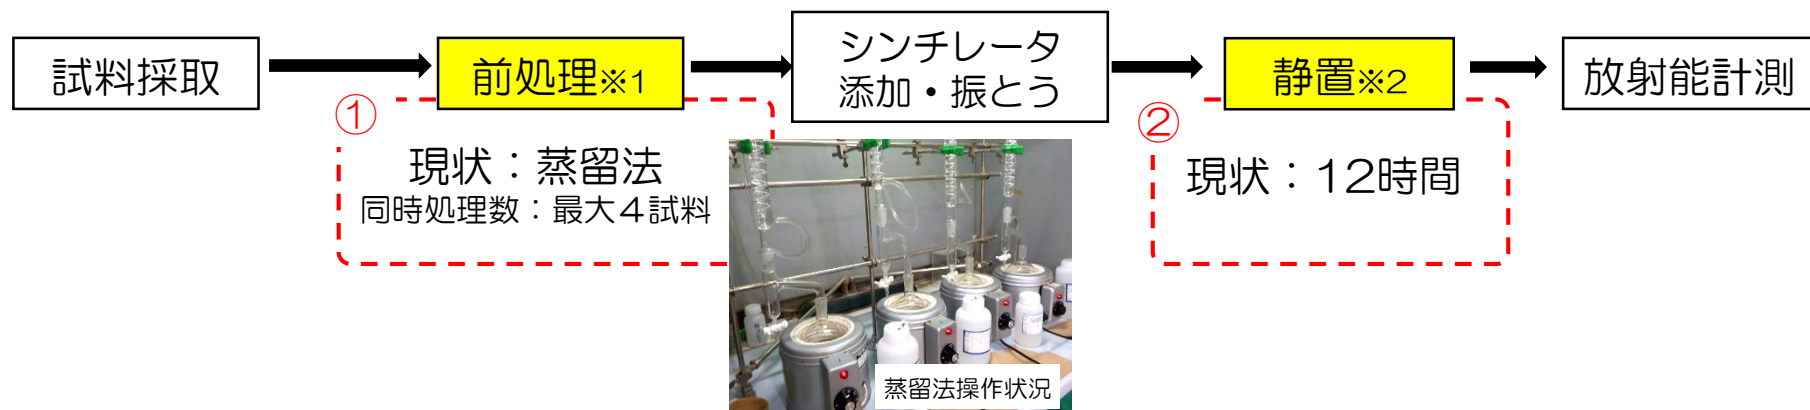 試料採取
前処理※1
シンチレータ
添加・振とう
静置※2
放射能計測
①
現状：蒸留法
同時処理数：最大4試料
②
現状：12時間
蒸留法操作状況